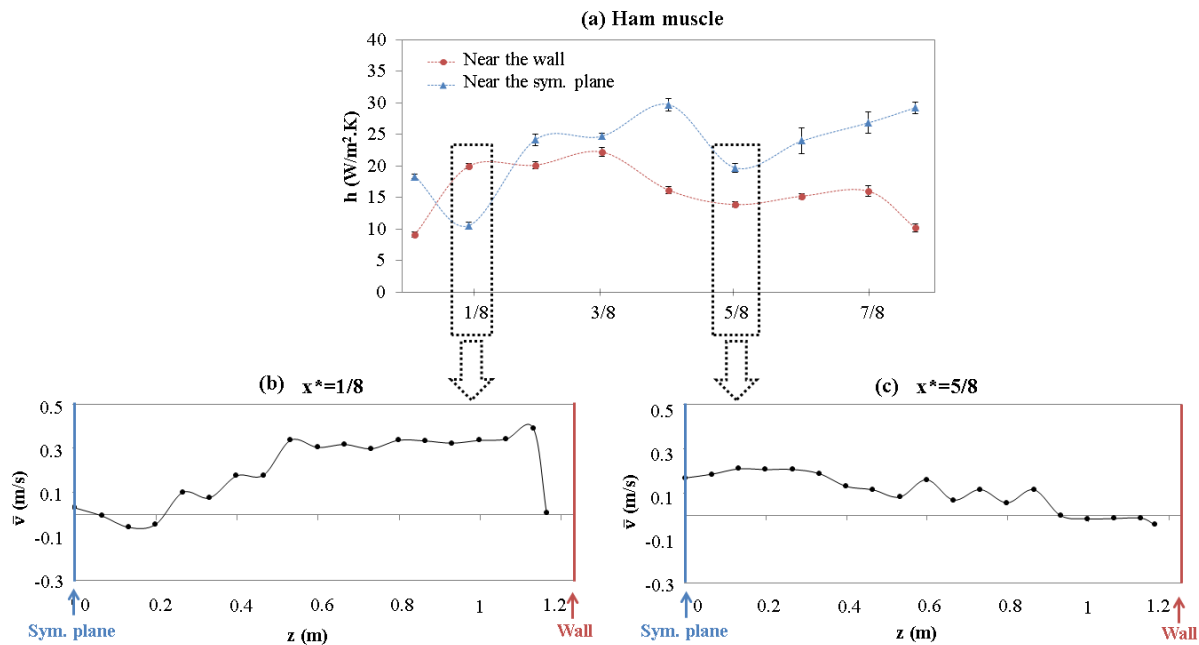 (a) Ham muscle
40
35
30
25
20
15
10
5
0
h (W/m².K)
Near the wall
Near the sym. plane
1/8
3/8
5/8
7/8
(b) x*=1/8
0.5
0.3
0.1
-0.1
-0.3
v̄ (m/s)
0 0.2 0.4 0.6 0.8 1 1.2
Sym. plane
z (m)
Wall
(c) x*=5/8
0.5
0.3
0.1
-0.1
-0.3
v̄ (m/s)
0 0.2 0.4 0.6 0.8 1 1.2
Sym. plane
z (m)
Wall